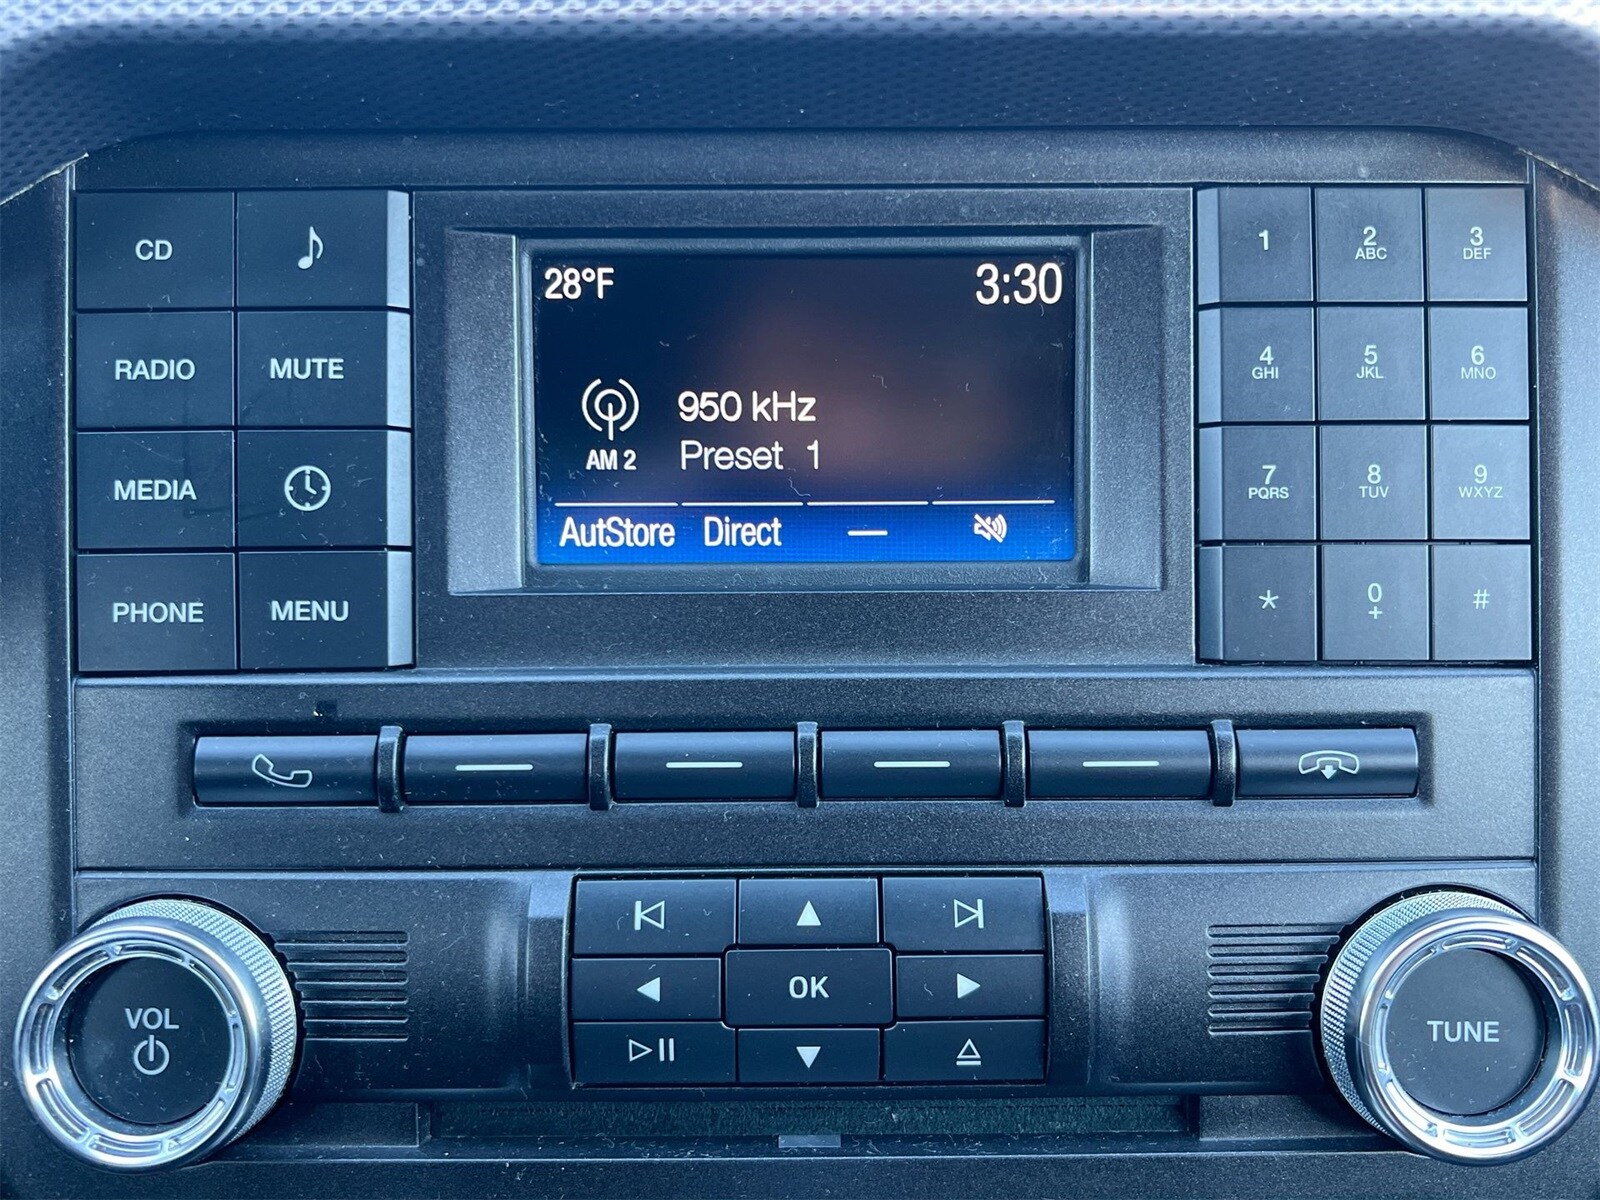 28°F 3:30
950 kHz
AM 2 Preset 1
AutStore Direct
CD
RADIO MUTE
MEDIA
PHONE MENU
1 2 ABC 3 DEF
4 GHI 5 JKL 6 MNO
7 PQRS 8 TUV 9 WXYZ
* 0 + #
OK
VOL
TUNE